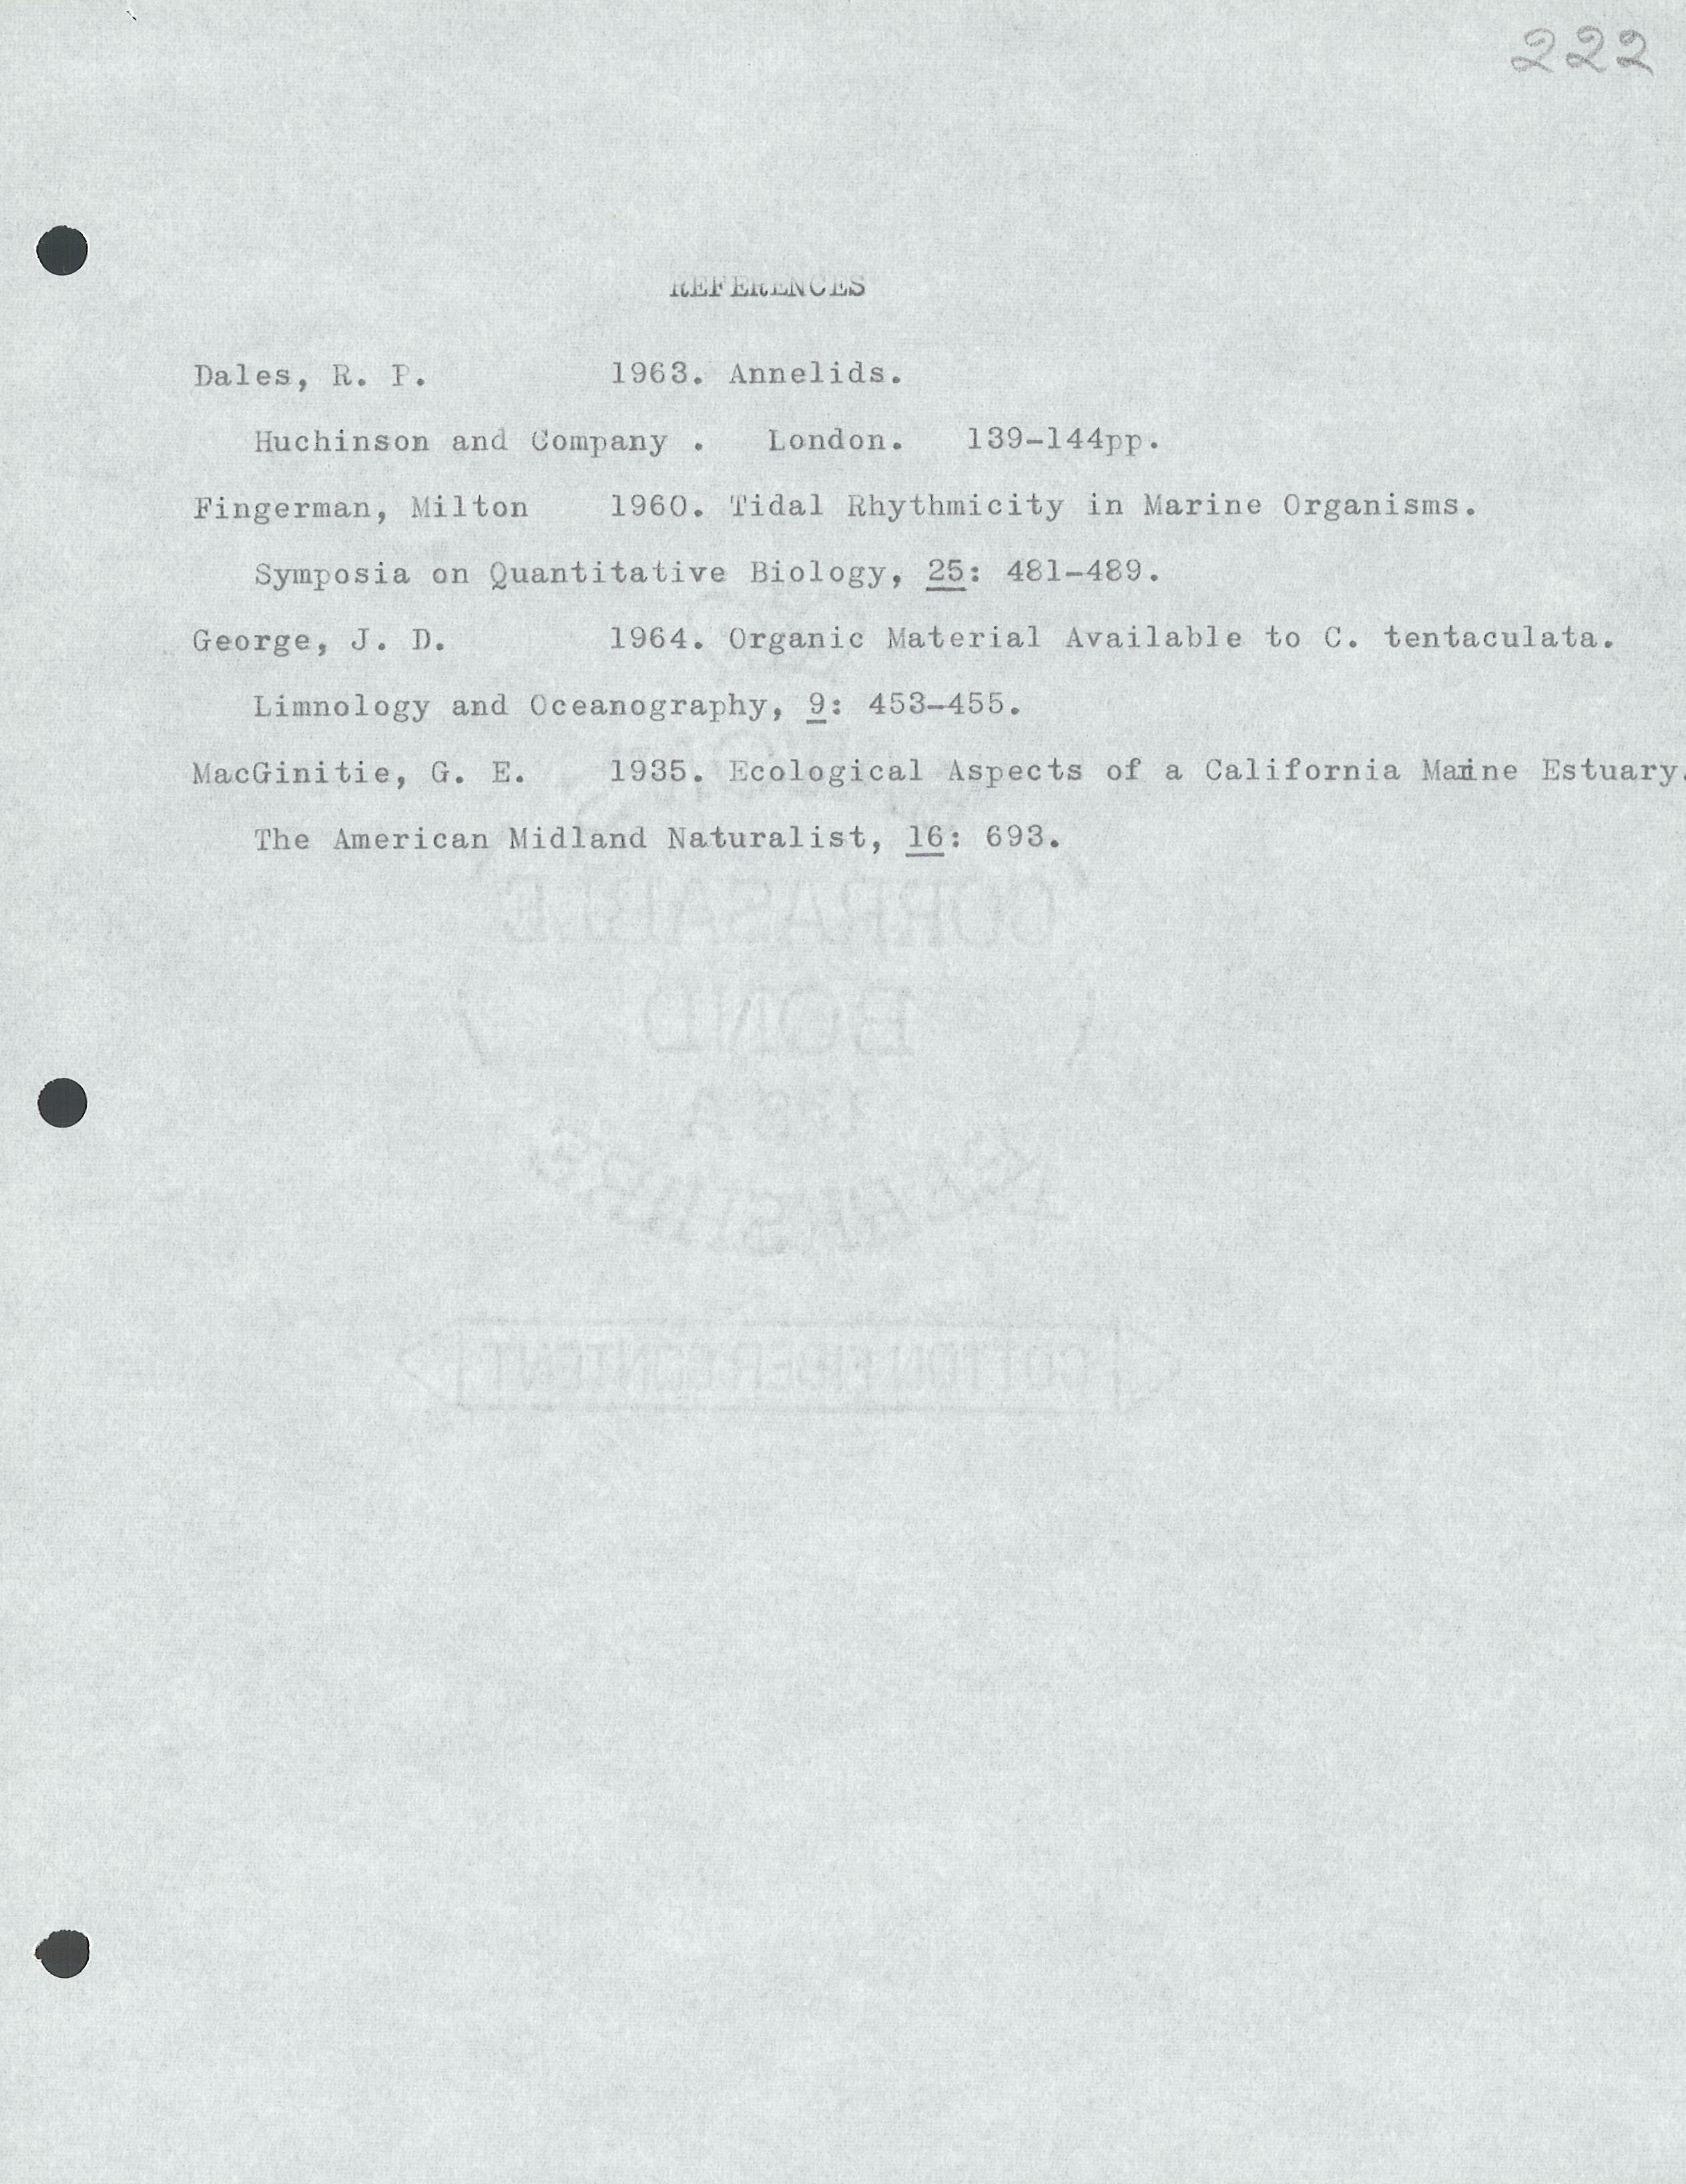 222
REFERENCES
Dales, R. P. 1963. Annelids.
Huchinson and Company . London. 139-144pp.
Fingerman, Milton 1960. Tidal Rhythmicity in Marine Organisms.
Symposia on Quantitative Biology, 25: 481-489.
George, J. D. 1964. Organic Material Available to C. tentaculata.
Limnology and Oceanography, 9: 453-455.
MacGinitie, G. E. 1935. Ecological Aspects of a California Marine Estuary.
The American Midland Naturalist, 16: 693.
CORRASABLE
BOND
USA
BERKSHIRE
COTTON FIBER CONTENT